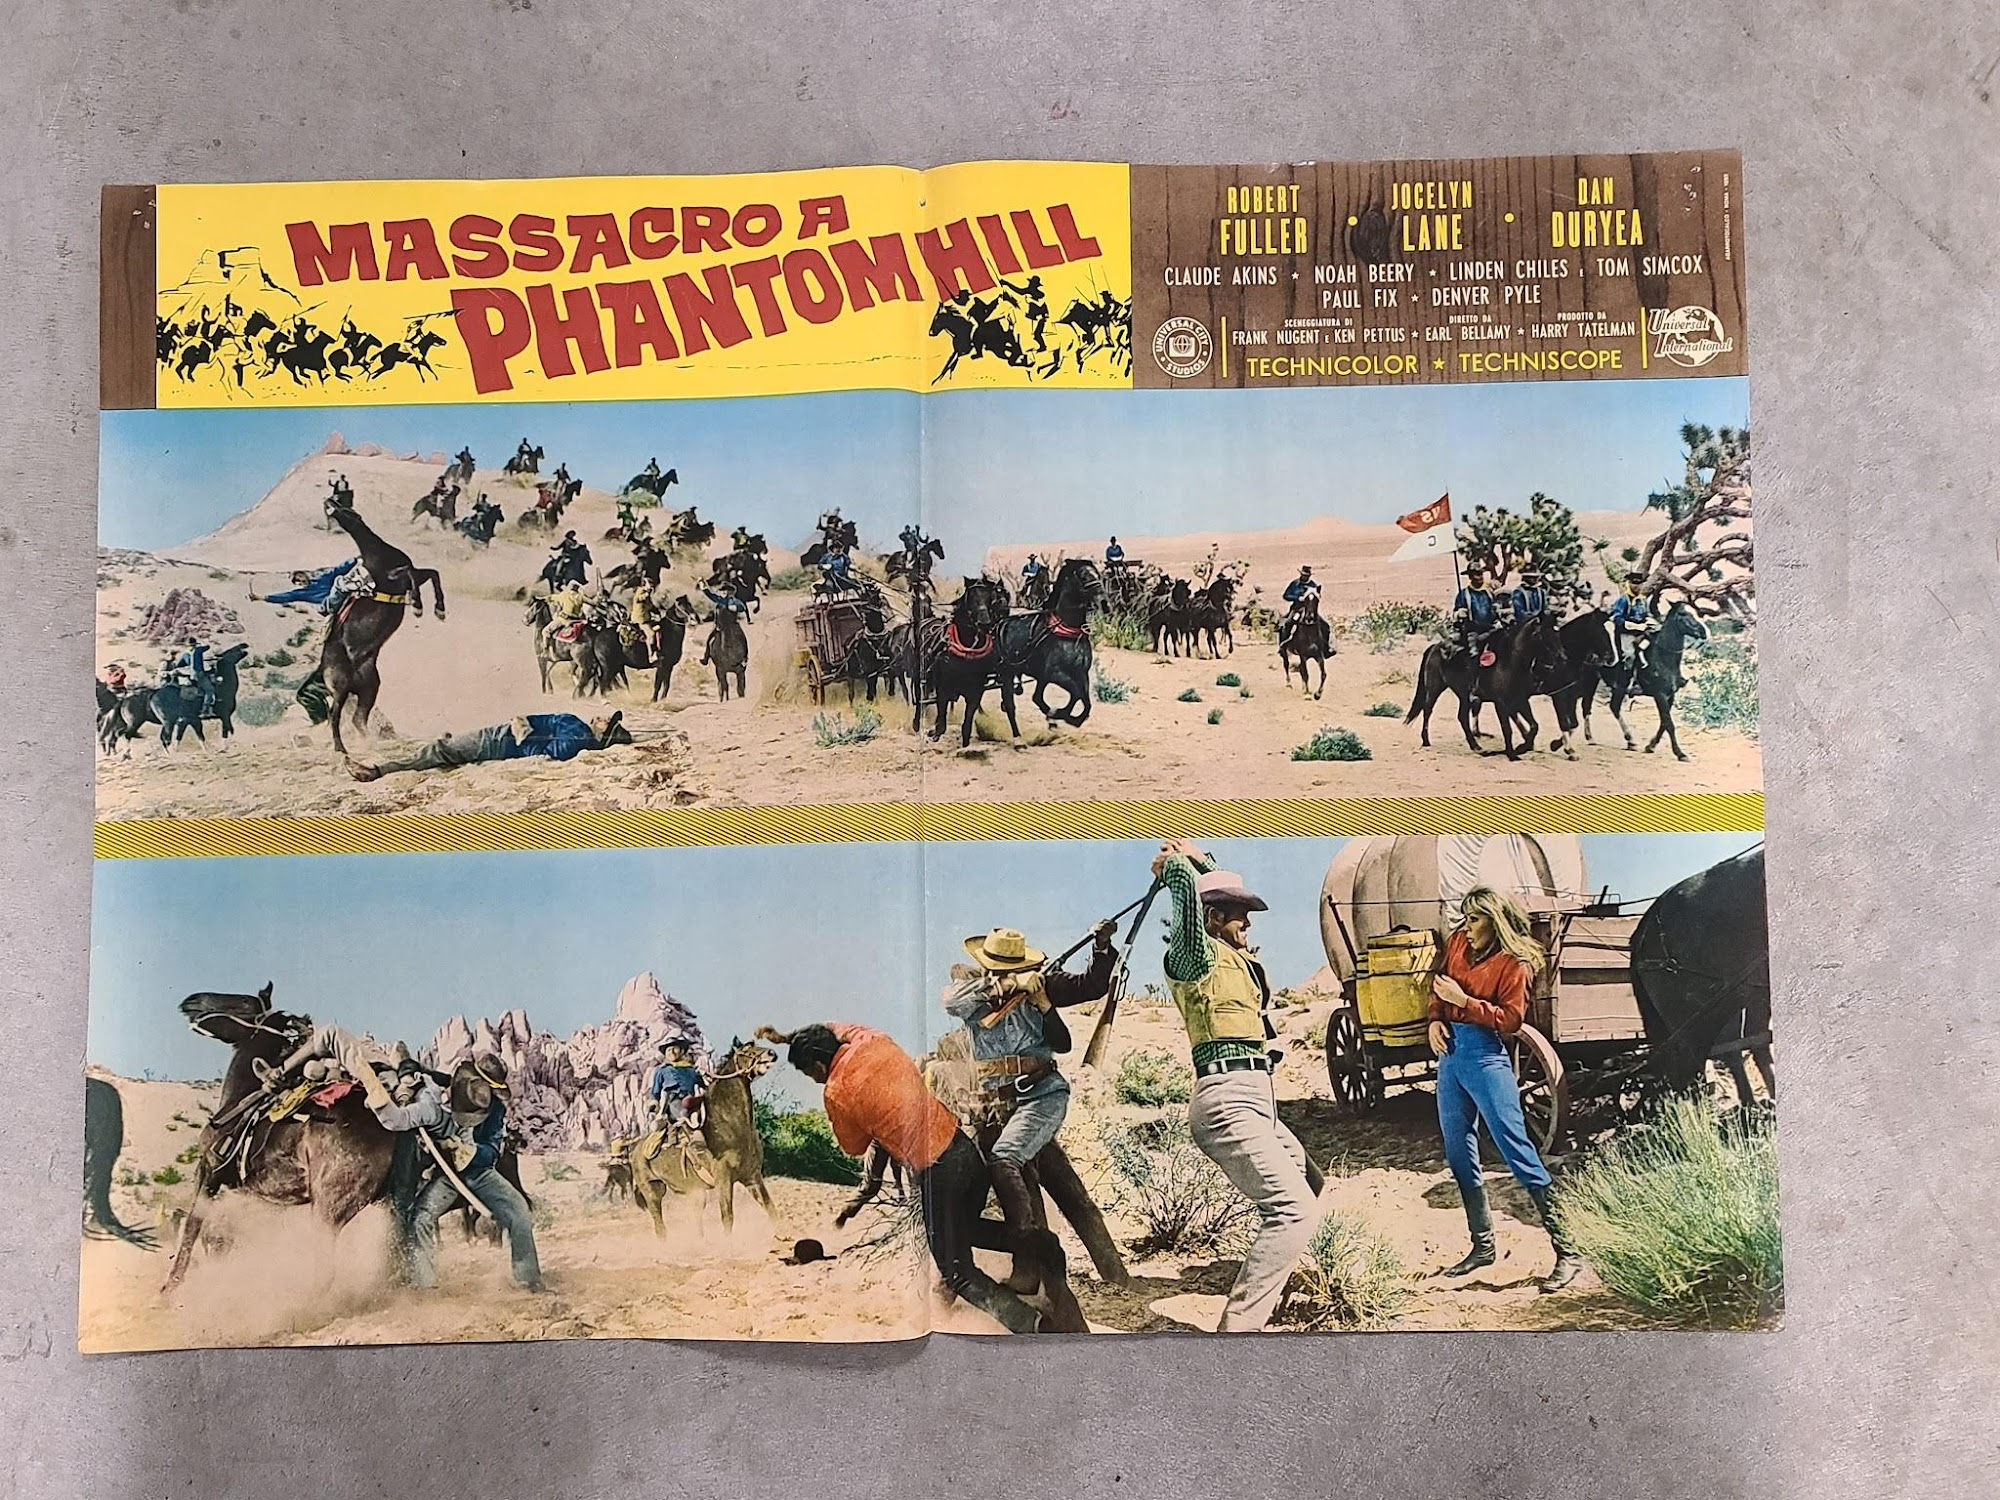 MASSACRO A
PHANTOM HILL
ROBERT FULLER • JOCELYN LANE • DAN DURYEA
CLAUDE AKINS ★ NOAH BEERY ★ LINDEN CHILES E TOM SIMCOX
PAUL FIX ★ DENVER PYLE
SCENEGGIATURA DI
FRANK NUGENT E KEN PETTUS ★
DIRETTO DA
EARL BELLAMY ★
PRODOTTO DA
HARRY TATELMAN
TECHNICOLOR ★ TECHNISCOPE
UNIVERSAL CITY STUDIOS
Universal International